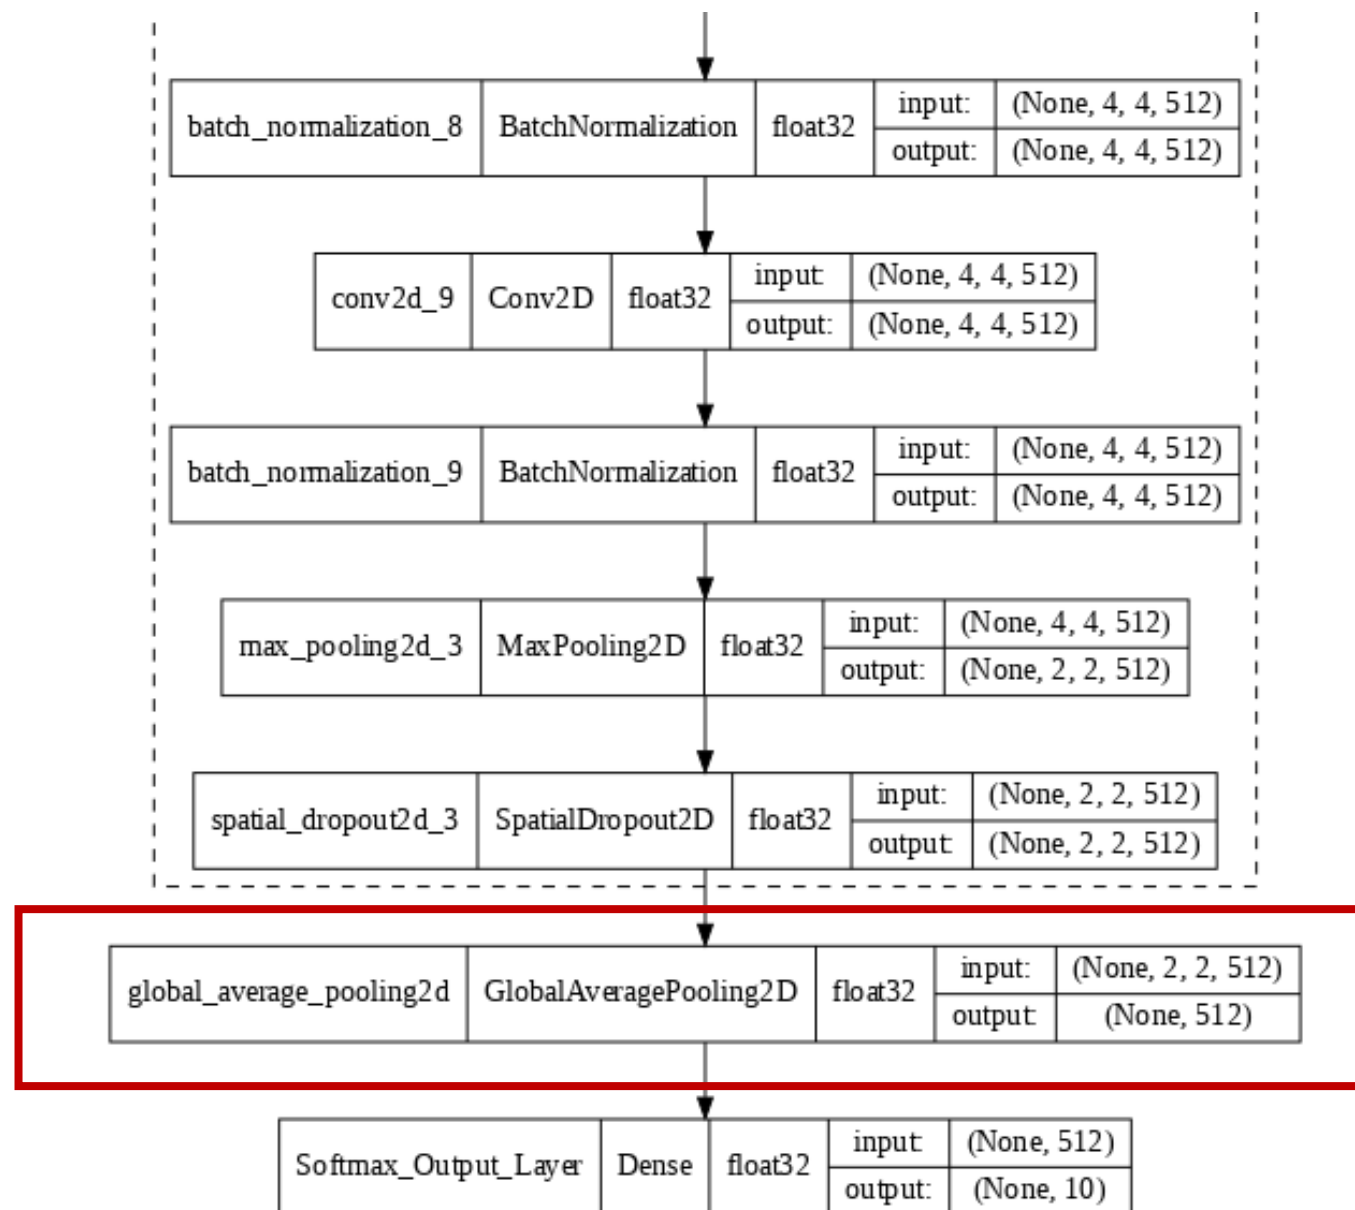 batch_normalization_8 BatchNormalization float32 input: (None, 4, 4, 512)
output: (None, 4, 4, 512)
conv2d_9 Conv2D float32 input: (None, 4, 4, 512)
output: (None, 4, 4, 512)
batch_normalization_9 BatchNormalization float32 input: (None, 4, 4, 512)
output: (None, 4, 4, 512)
max_pooling2d_3 MaxPooling2D float32 input: (None, 4, 4, 512)
output: (None, 2, 2, 512)
spatial_dropout2d_3 SpatialDropout2D float32 input: (None, 2, 2, 512)
output: (None, 2, 2, 512)
global_average_pooling2d GlobalAveragePooling2D float32 input: (None, 2, 2, 512)
output: (None, 512)
Softmax_Output_Layer Dense float32 input: (None, 512)
output: (None, 10)